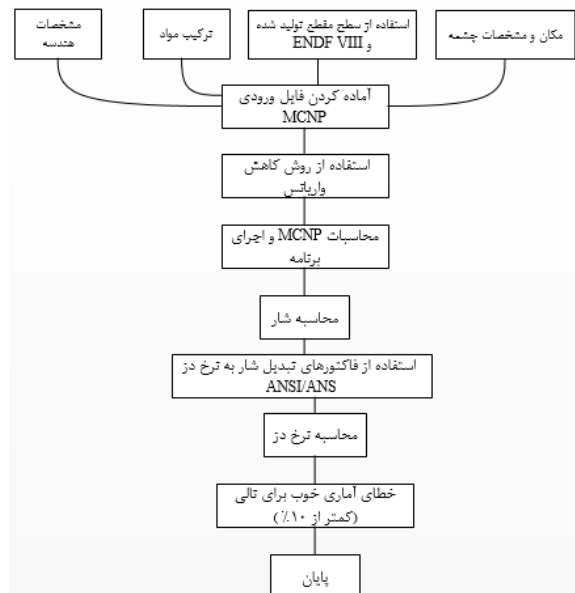 مشخصات
هندسه
ترکیب مواد
استفاده از سطح مقطع تولید شده
و ENDF VIII
مکان و مشخصات چشمه
آماده کردن فایل ورودی
MCNP
استفاده از روش کاهش
واریانس
محاسبات MCNP و اجرای
برنامه
محاسبه شار
استفاده از فاکتورهای تبدیل شار به نرخ دز
ANSI/ANS
محاسبه نرخ دز
خطای آماری خوب برای تالی
(کمتر از ۱۰٪)
پایان